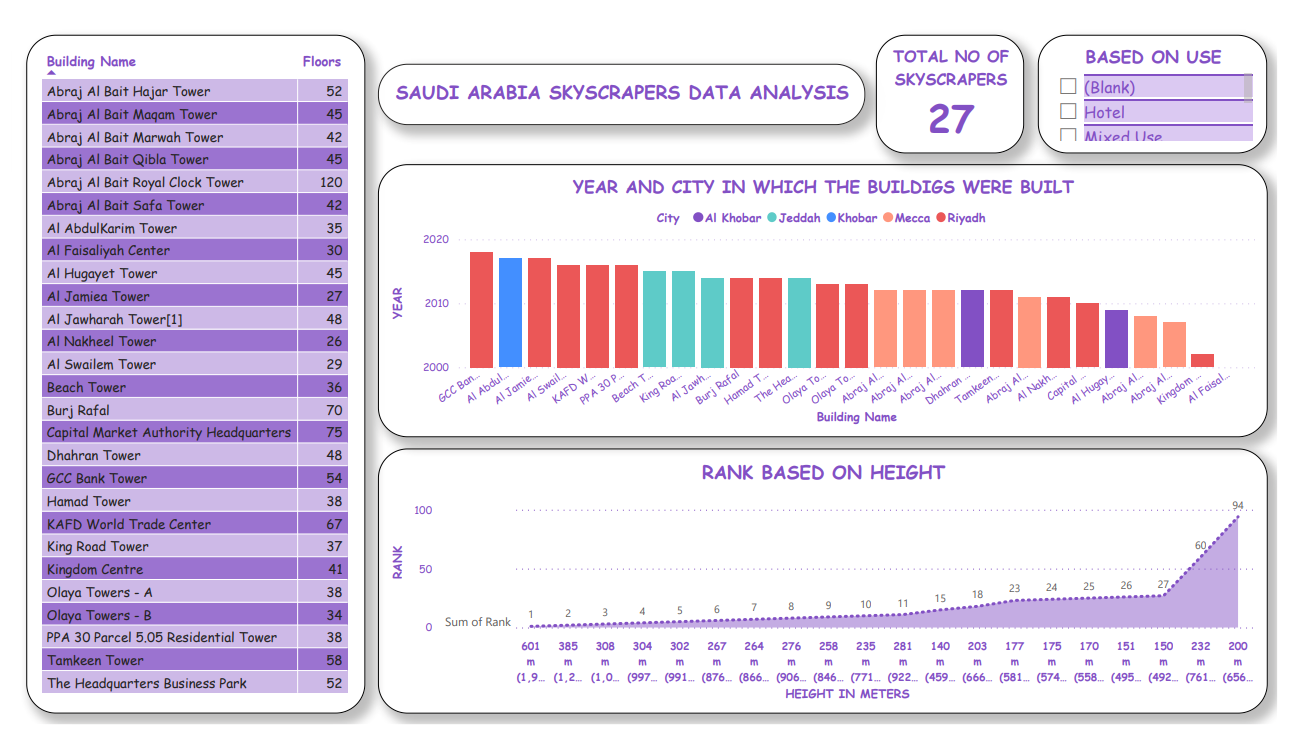 Building Name Floors
Abraj Al Bait Hajar Tower 52
Abraj Al Bait Maqam Tower 45
Abraj Al Bait Marwah Tower 42
Abraj Al Bait Qibla Tower 45
Abraj Al Bait Royal Clock Tower 120
Abraj Al Bait Safa Tower 42
Al AbdulKarim Tower 35
Al Faisaliyah Center 30
Al Hugayet Tower 45
Al Jamiea Tower 27
Al Jawharah Tower[1] 48
Al Nakheel Tower 26
Al Swailem Tower 29
Beach Tower 36
Burj Rafal 70
Capital Market Authority Headquarters 75
Dhahran Tower 48
GCC Bank Tower 54
Hamad Tower 38
KAFD World Trade Center 67
King Road Tower 37
Kingdom Centre 41
Olaya Towers - A 38
Olaya Towers - B 34
PPA 30 Parcel 5.05 Residential Tower 38
Tamkeen Tower 58
The Headquarters Business Park 52
SAUDI ARABIA SKYSCRAPERS DATA ANALYSIS
TOTAL NO OF
SKYSCRAPERS
27
BASED ON USE
(Blank)
Hotel
Mixed Use
YEAR AND CITY IN WHICH THE BUILDIGS WERE BUILT
City Al Khobar Jeddah Khobar Mecca Riyadh
2020
2010
2000
YEAR
GCC Ban... Al Abdul... Al Jamie... Al Swail... KAFD W... PPA 30 P... Beach T... King Roa... Al Jawh... Burj Rafal Hamad T... The Hea... Olaya To... Olaya To... Abraj Al... Abraj Al... Abraj Al... Dhahran ... Tamkeen... Abraj Al... Al Nakh... Capital ... Al Hugay... Abraj Al... Abraj Al... Kingdom ... Al Faisal...
Building Name
RANK BASED ON HEIGHT
100
50
0
RANK
Sum of Rank
1 2 3 4 5 6 7 8 9 10 11 15 18 23 24 25 26 27 60 94
601 385 308 304 302 267 264 276 258 235 281 140 203 177 175 170 151 150 232 200
m m m m m m m m m m m m m m m m m m m m
(1,9... (1,2... (1,0... (997... (991... (876... (866... (906... (846... (771... (922... (459... (666... (581... (574... (558... (495... (492... (761... (656...
HEIGHT IN METERS